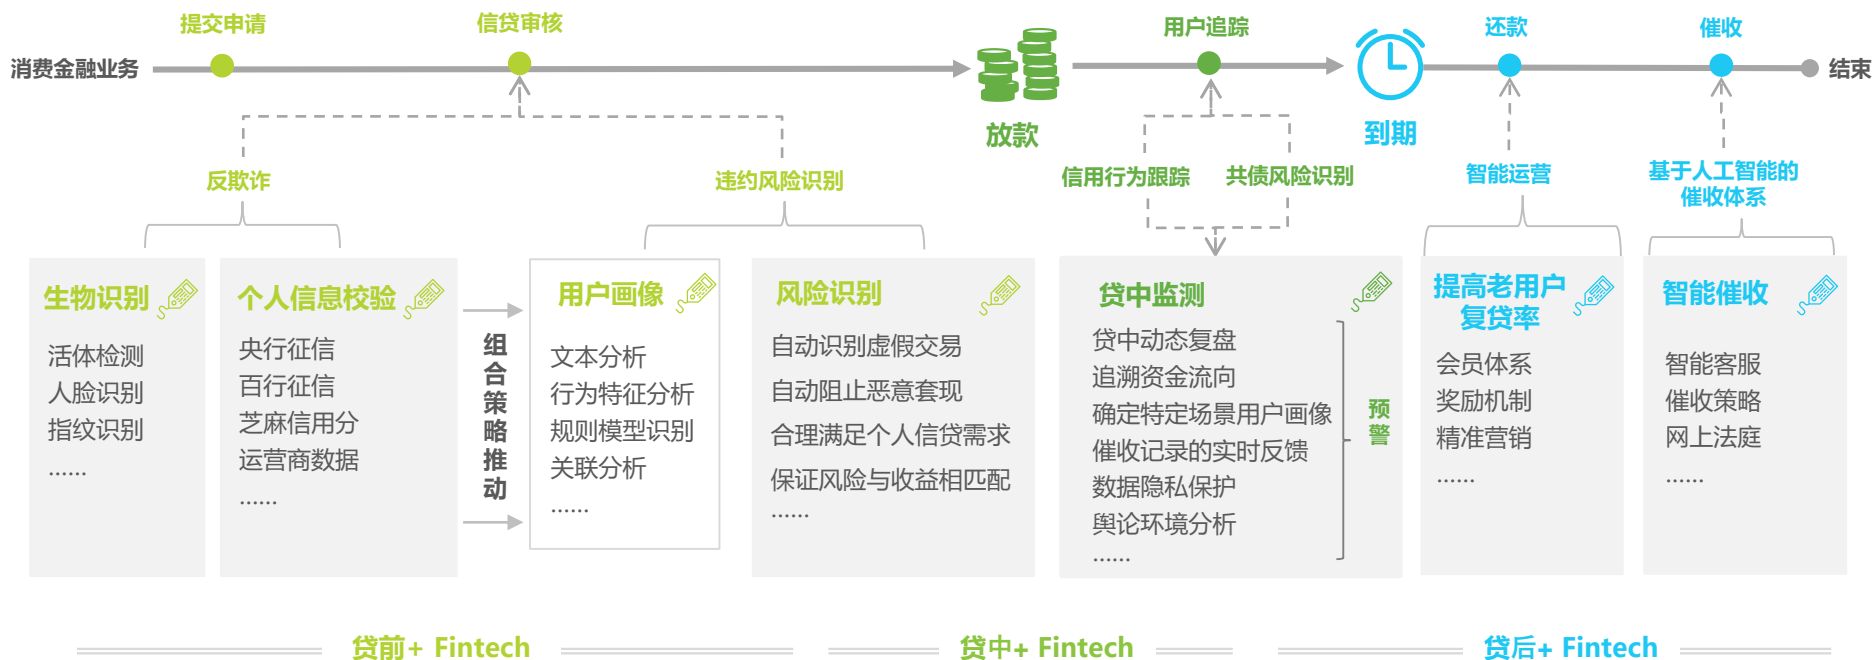 消费金融业务
提交申请
信贷审核
放款
用户追踪
到期
还款
催收
结束
反欺诈
违约风险识别
信用行为跟踪
共债风险识别
智能运营
基于人工智能的
催收体系
生物识别
活体检测
人脸识别
指纹识别
......
个人信息校验
央行征信
百行征信
芝麻信用分
运营商数据
......
组合策略推动
用户画像
文本分析
行为特征分析
规则模型识别
关联分析
......
风险识别
自动识别虚假交易
自动阻止恶意套现
合理满足个人信贷需求
保证风险与收益相匹配
......
贷中监测
贷中动态复盘
追溯资金流向
确定特定场景用户画像
催收记录的实时反馈
数据隐私保护
舆论环境分析
......
预警
提高老用户
复贷率
会员体系
奖励机制
精准营销
......
智能催收
智能客服
催收策略
网上法庭
......
贷前+ Fintech
贷中+ Fintech
贷后+ Fintech